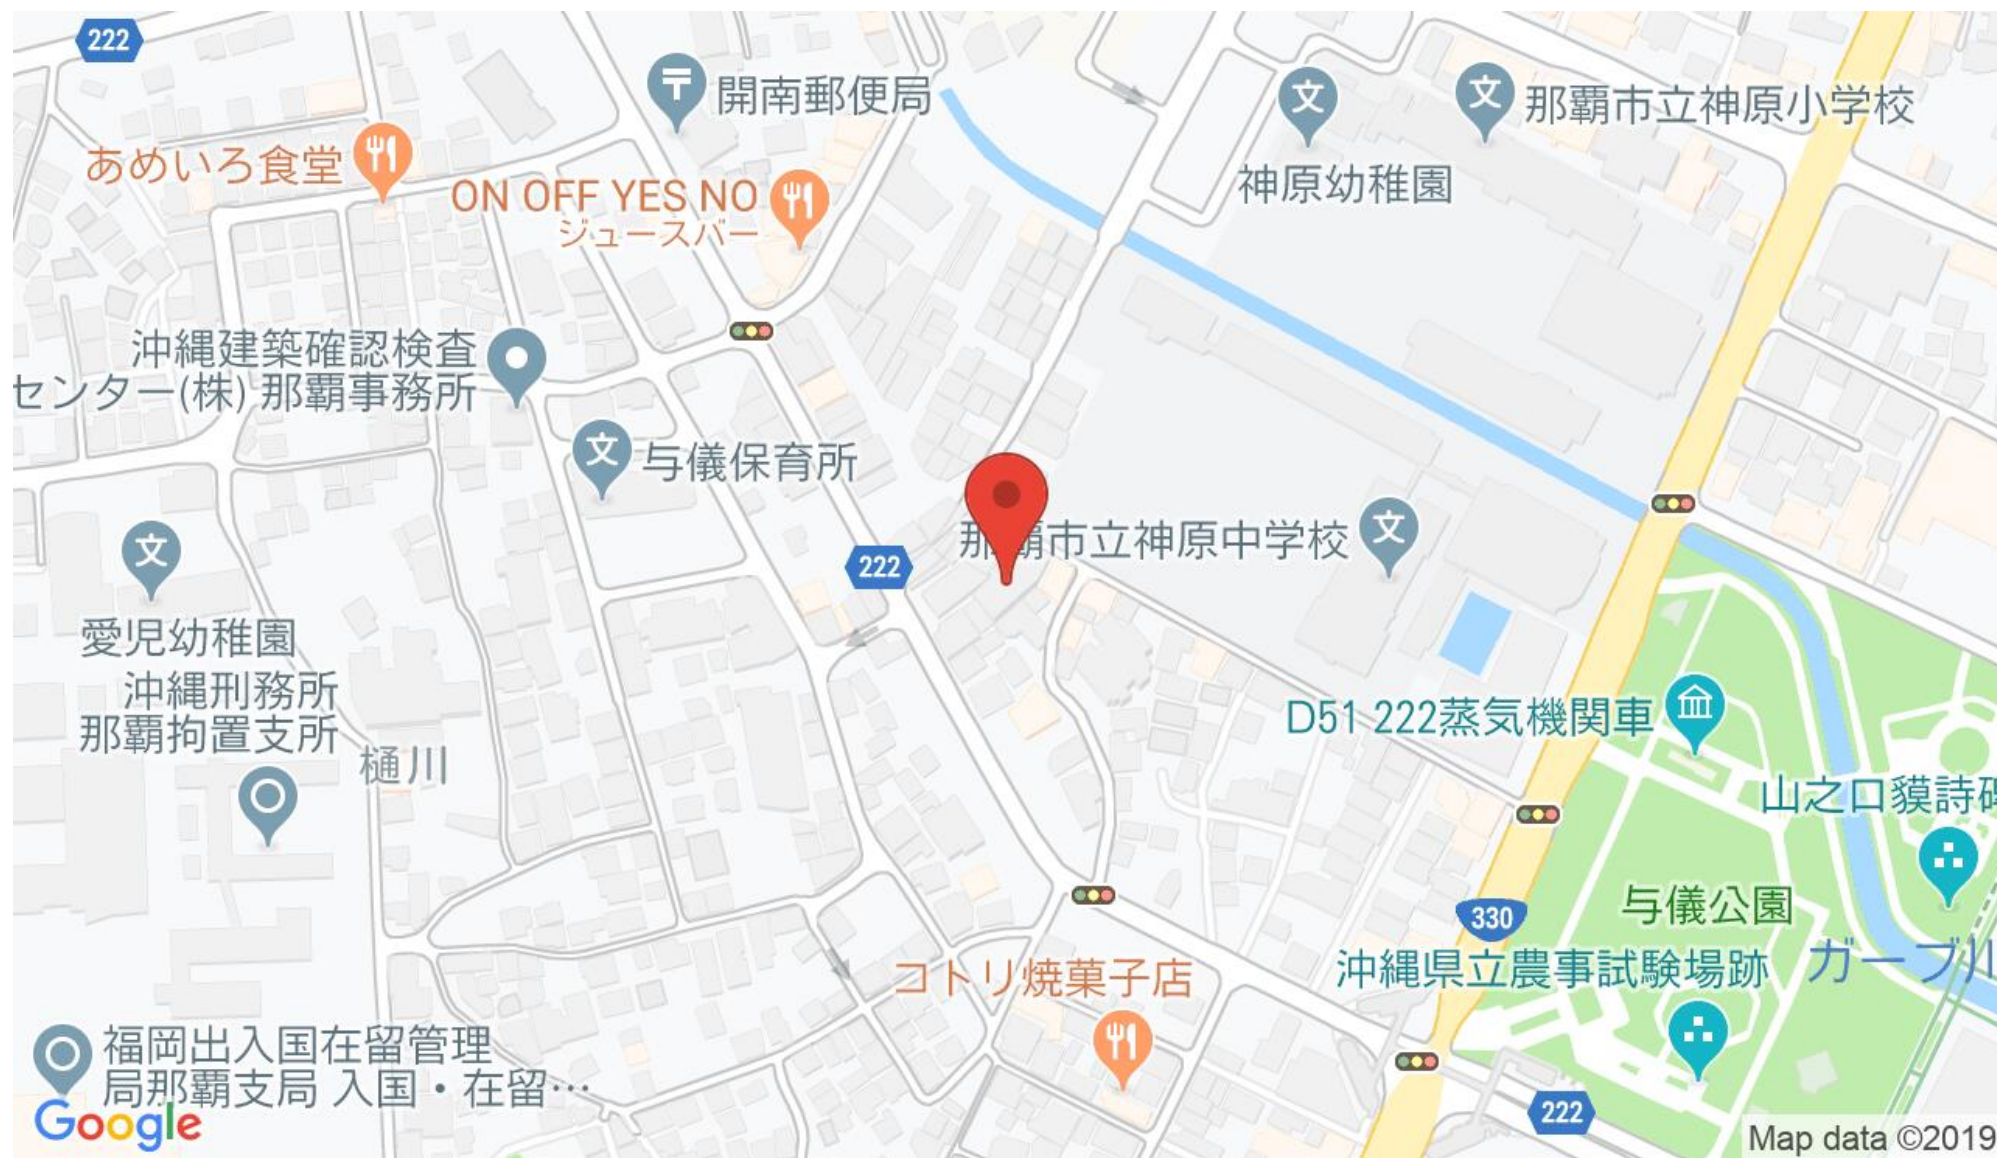 222
開南郵便局
那覇市立神原小学校
あめいろ食堂
ON OFF YES NO
ジュースバー
神原幼稚園
沖縄建築確認検査
センター(株) 那覇事務所
与儀保育所
那覇市立神原中学校
222
愛児幼稚園
沖縄刑務所
那覇拘置支所
樋川
D51 222蒸気機関車
山之口貘詩碑
330
与儀公園
ガーブ川
沖縄県立農事試験場跡
コトリ焼菓子店
福岡出入国在留管理
局那覇支局 入国・在留…
222
Google
Map data ©2019